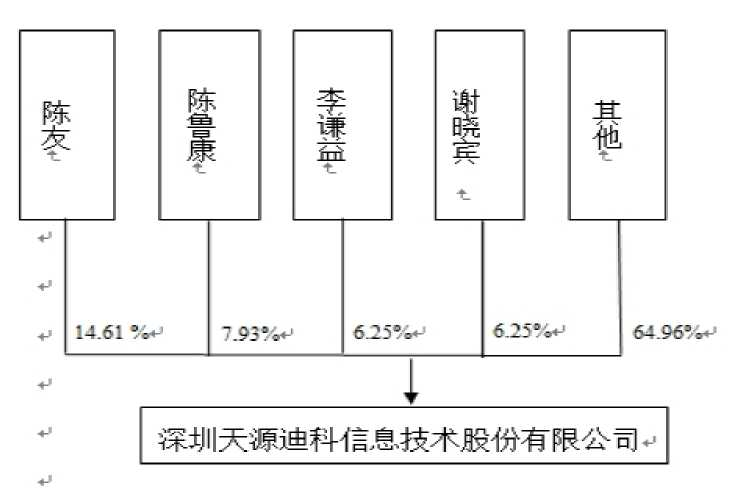 陈友
陈鲁康
李谦益
谢晓宾
其他
14.61 %
7.93%
6.25%
6.25%
64.96%
深圳天源迪科信息技术股份有限公司